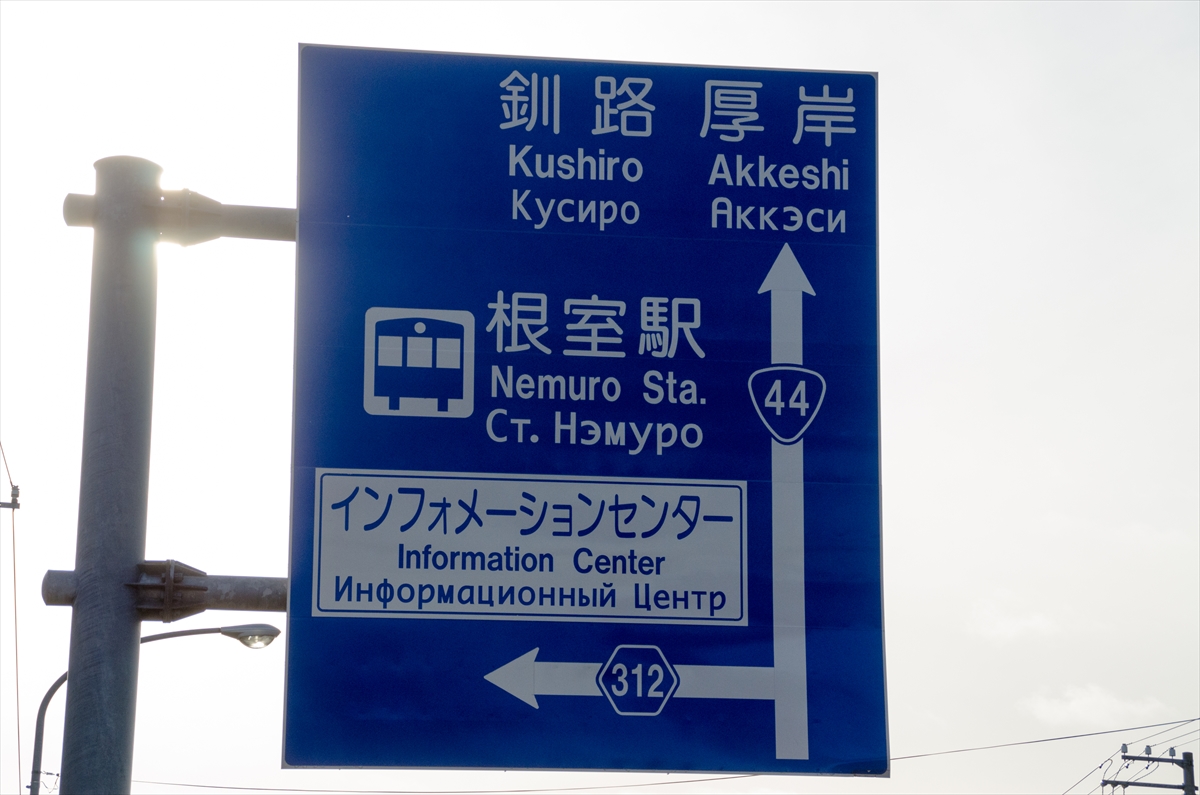 釧路 厚岸
Kushiro Akkeshi
Кусиро Аккэси
根室駅
Nemuro Sta.
Ст. Нэмуро
44
インフォメーションセンター
Information Center
Информационный Центр
312